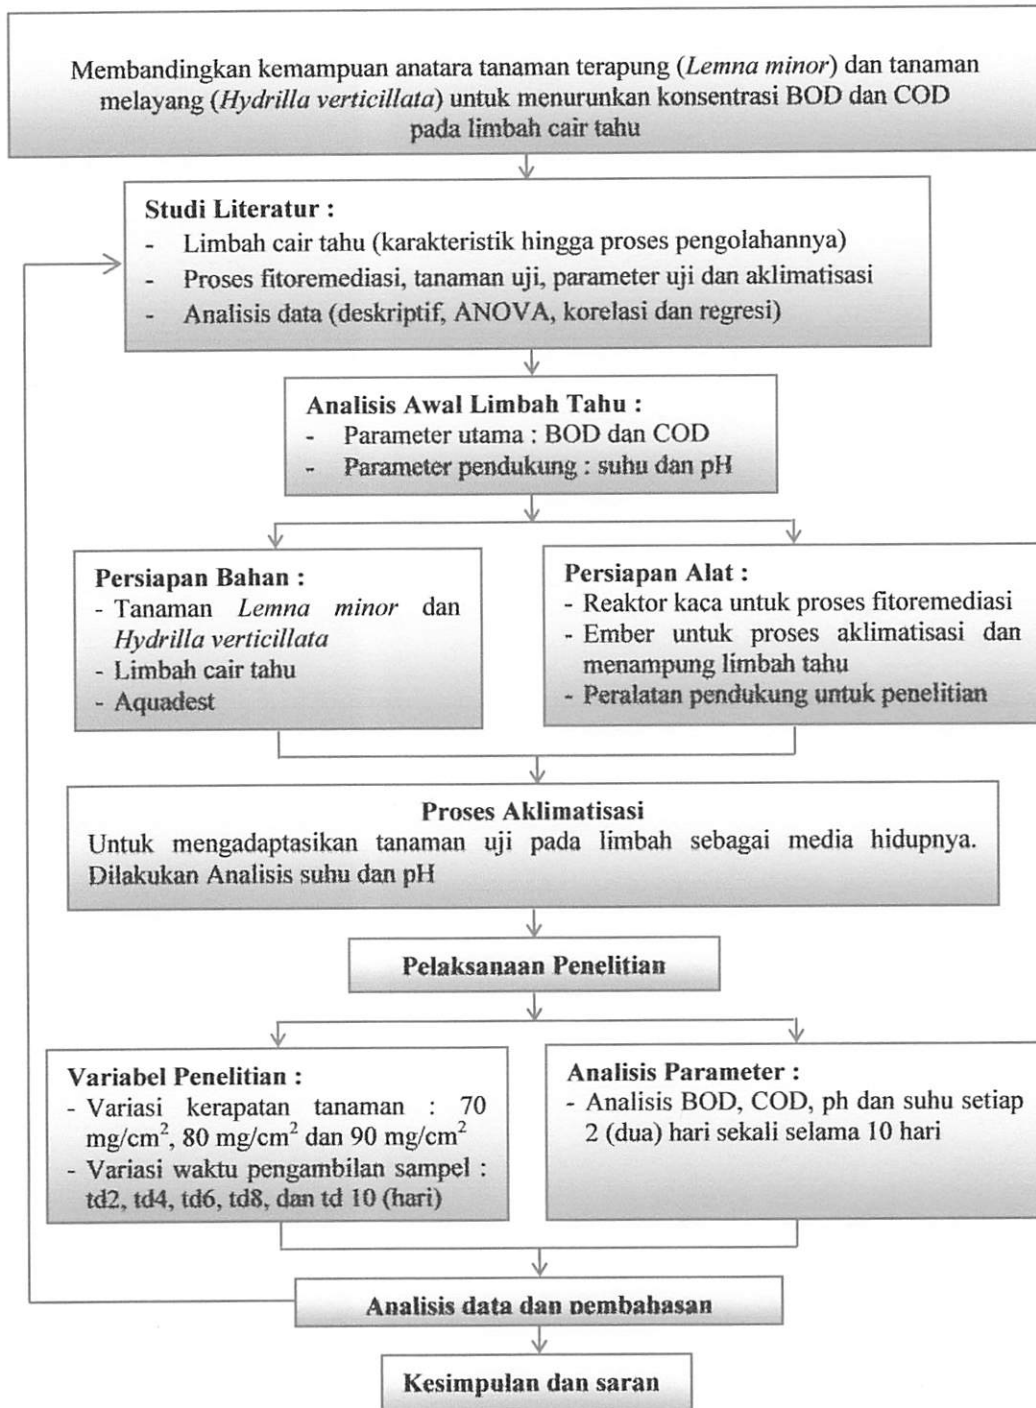 Membandingkan kemampuan anatara tanaman terapung (Lemna minor) dan tanaman
melayang (Hydrilla verticillata) untuk menurunkan konsentrasi BOD dan COD
pada limbah cair tahu
Studi Literatur :
- Limbah cair tahu (karakteristik hingga proses pengolahannya)
- Proses fitoremediasi, tanaman uji, parameter uji dan aklimatisasi
- Analisis data (deskriptif, ANOVA, korelasi dan regresi)
Analisis Awal Limbah Tahu :
- Parameter utama : BOD dan COD
- Parameter pendukung : suhu dan pH
Persiapan Bahan :
- Tanaman Lemna minor dan
Hydrilla verticillata
- Limbah cair tahu
- Aquadest
Persiapan Alat :
- Reaktor kaca untuk proses fitoremediasi
- Ember untuk proses aklimatisasi dan
menampung limbah tahu
- Peralatan pendukung untuk penelitian
Proses Aklimatisasi
Untuk mengadaptasikan tanaman uji pada limbah sebagai media hidupnya.
Dilakukan Analisis suhu dan pH
Pelaksanaan Penelitian
Variabel Penelitian :
- Variasi kerapatan tanaman : 70
mg/cm², 80 mg/cm² dan 90 mg/cm²
- Variasi waktu pengambilan sampel :
td2, td4, td6, td8, dan td 10 (hari)
Analisis Parameter :
- Analisis BOD, COD, ph dan suhu setiap
2 (dua) hari sekali selama 10 hari
Analisis data dan pembahasan
Kesimpulan dan saran